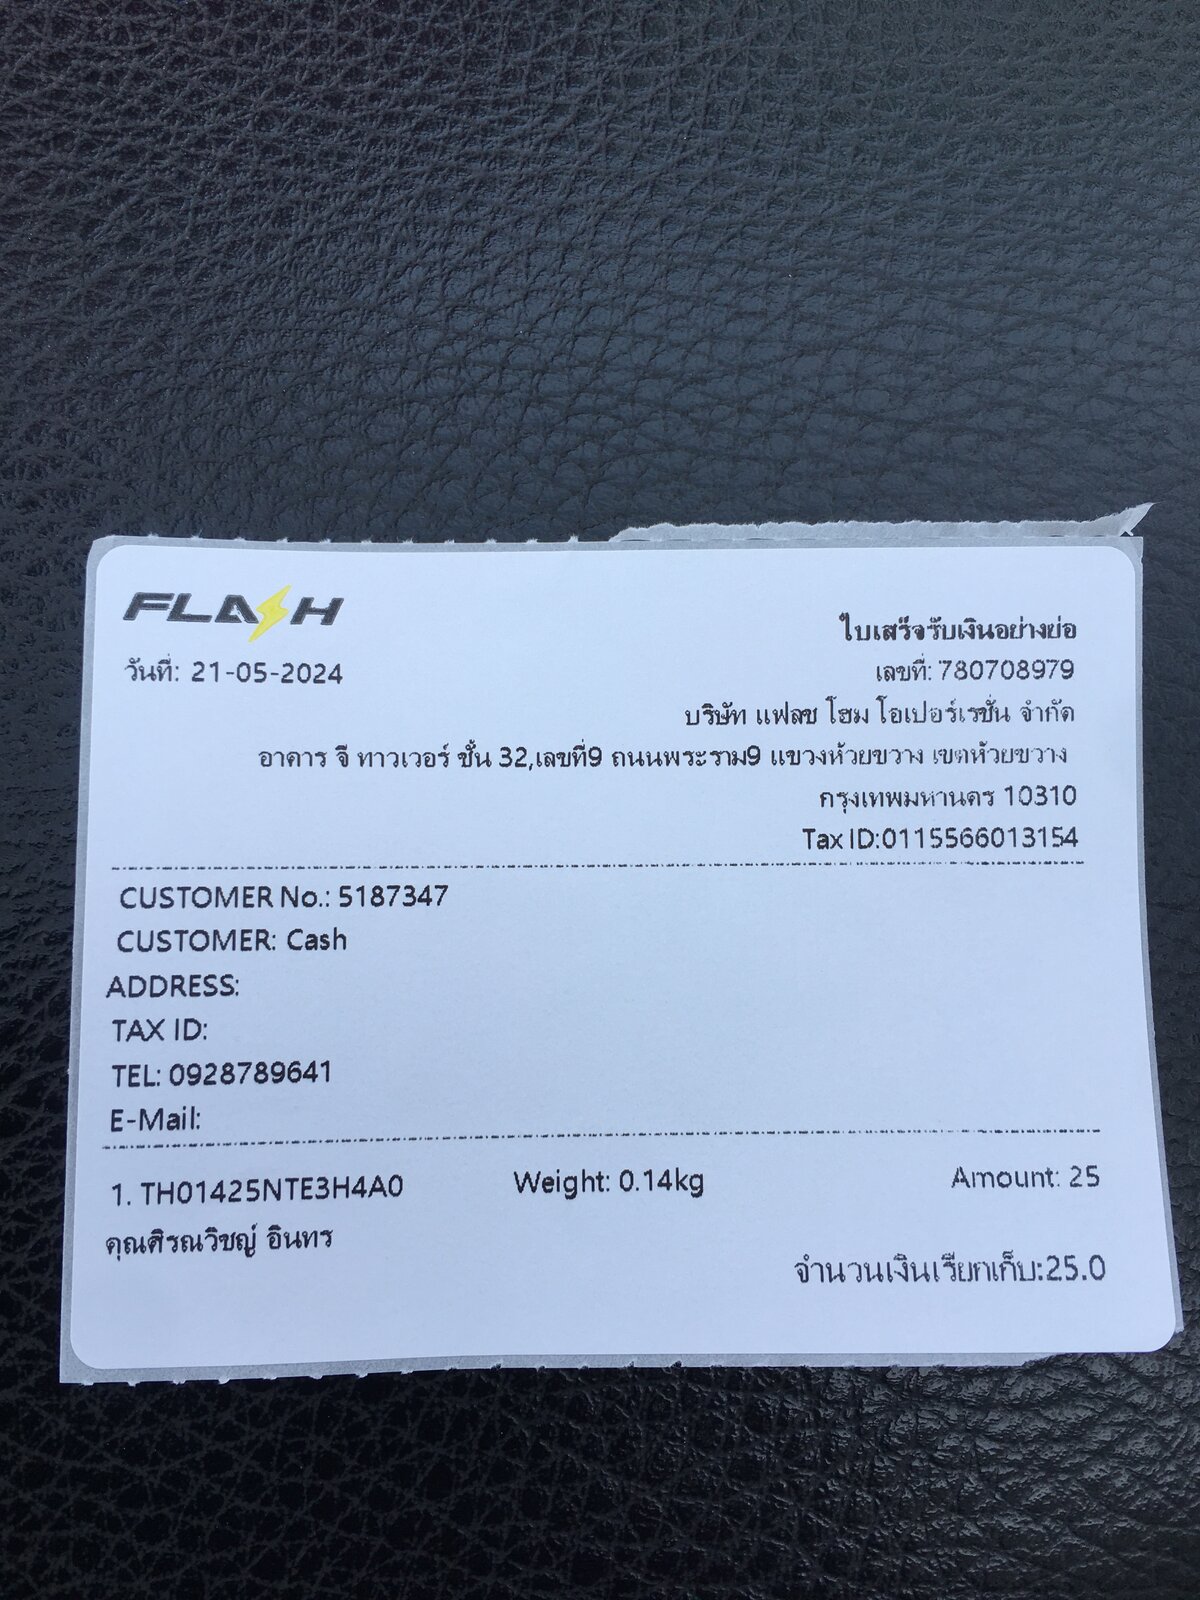 FLASH
ใบเสร็จรับเงินอย่างย่อ
วันที่: 21-05-2024
เลขที่: 780708979
บริษัท แฟลช โฮม โอเปอร์เรชั่น จำกัด
อาคาร จี ทาวเวอร์ ชั้น 32,เลขที่9 ถนนพระราม9 แขวงห้วยขวาง เขตห้วยขวาง
กรุงเทพมหานคร 10310
Tax ID:0115566013154
CUSTOMER No.: 5187347
CUSTOMER: Cash
ADDRESS:
TAX ID:
TEL: 0928789641
E-Mail:
1. TH01425NTE3H4A0 Weight: 0.14kg Amount: 25
คุณศิรณวิชญ์ อินทร
จำนวนเงินเรียกเก็บ:25.0